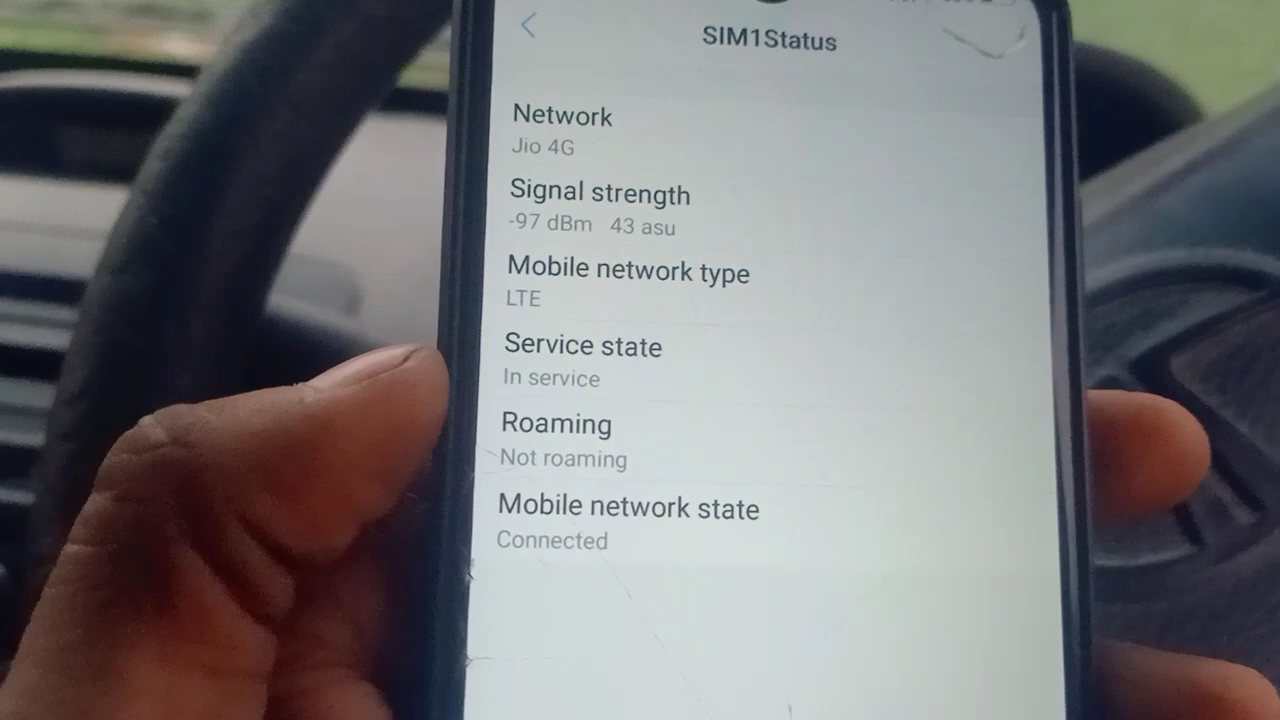 SIM1Status
Network
Jio 4G
Signal strength
-97 dBm 43 asu
Mobile network type
LTE
Service state
In service
Roaming
Not roaming
Mobile network state
Connected